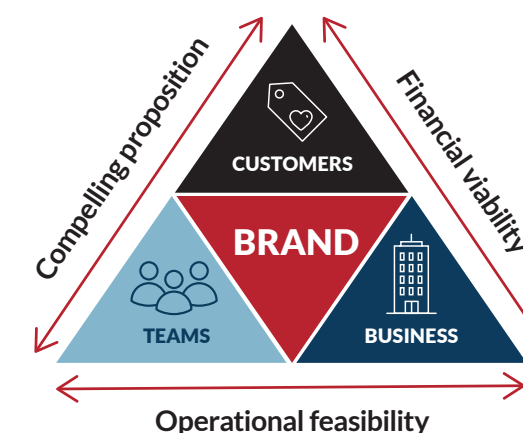 Compelling proposition
Financial viability
CUSTOMERS
BRAND
TEAMS
BUSINESS
Operational feasibility